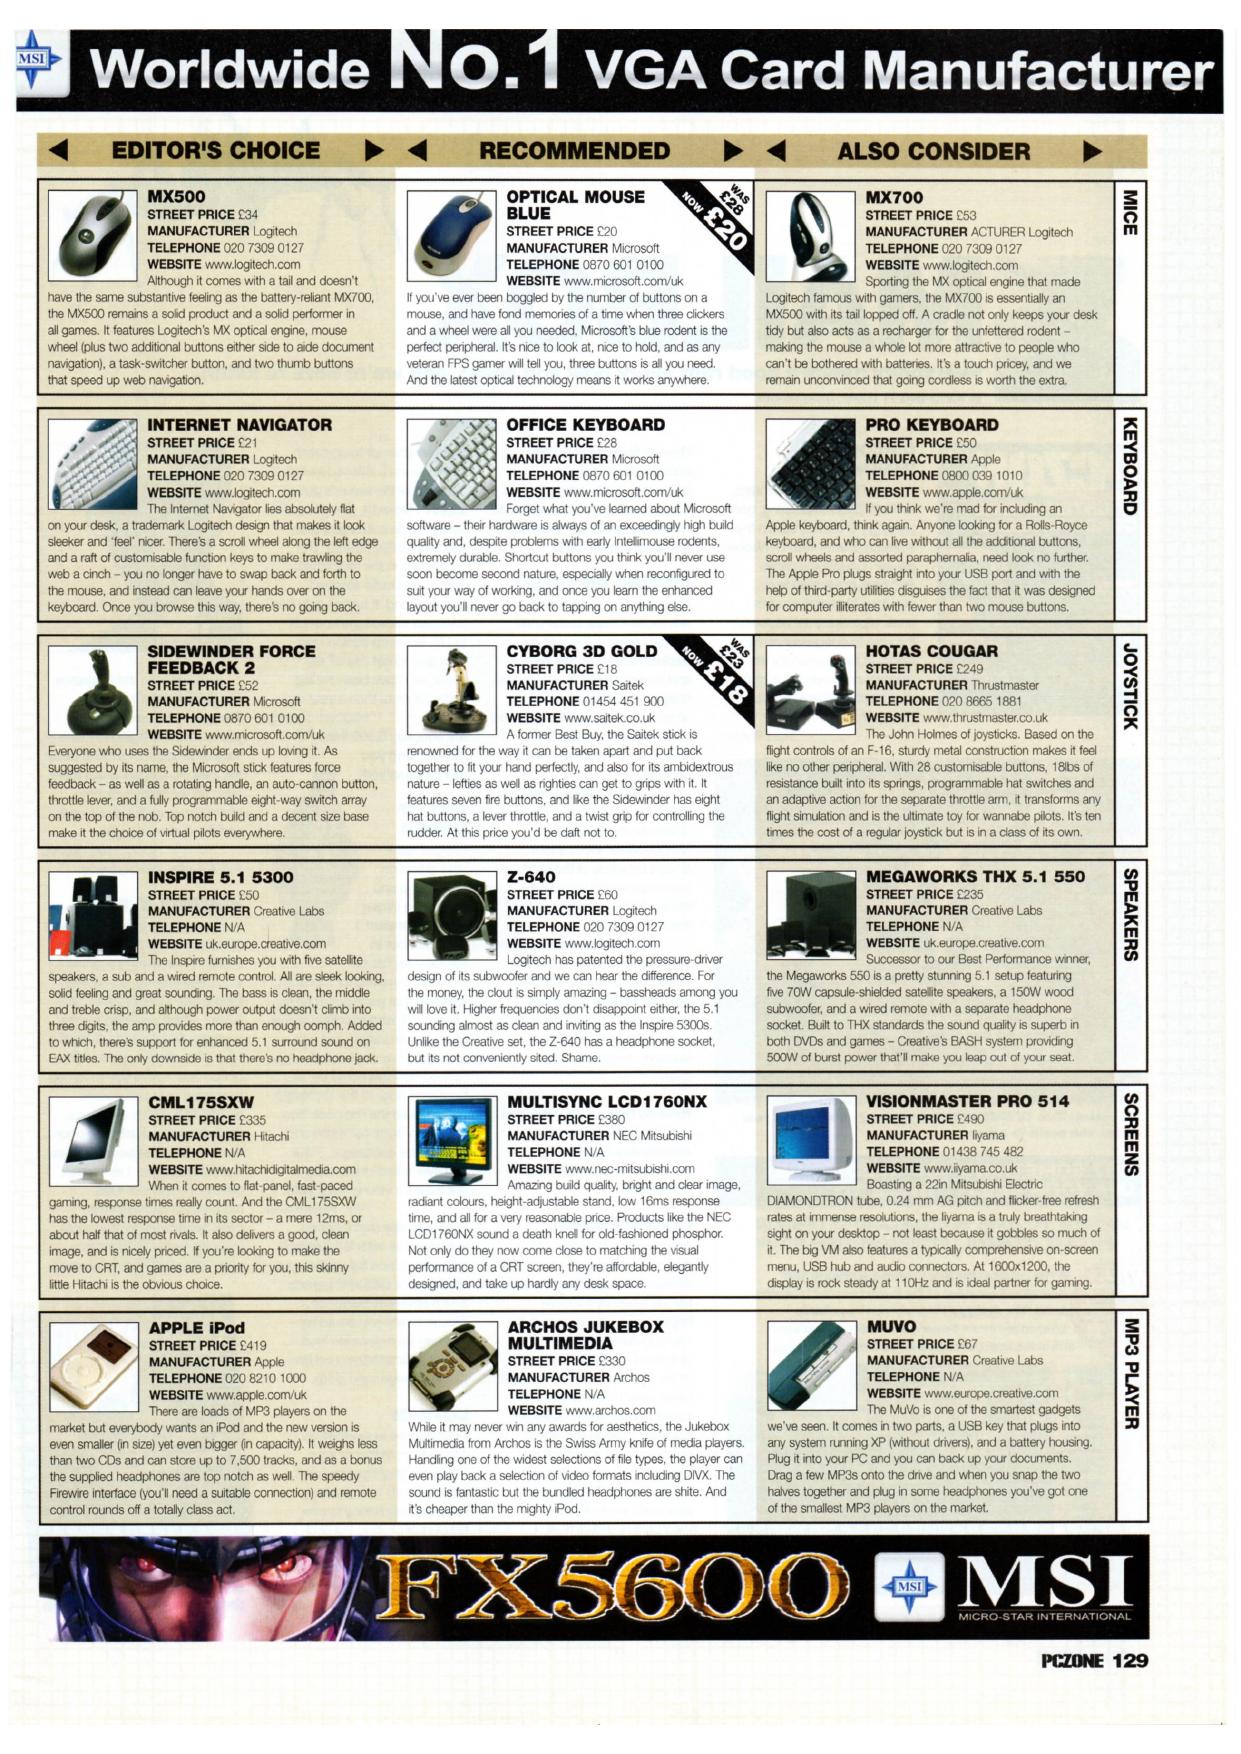 MSI
Worldwide No.1 VGA Card Manufacturer
EDITOR'S CHOICE
RECOMMENDED
ALSO CONSIDER
MICE
MX500
STREET PRICE £34
MANUFACTURER Logitech
TELEPHONE 020 7309 0127
WEBSITE www.logitech.com
Although it comes with a tail and doesn't
have the same substantive feeling as the battery-reliant MX700,
the MX500 remains a solid product and a solid performer in
all games. It features Logitech's MX optical engine, mouse
wheel (plus two additional buttons either side to aide document
navigation), a task-switcher button, and two thumb buttons
that speed up web navigation.
OPTICAL MOUSE
BLUE
STREET PRICE £20
MANUFACTURER Microsoft
TELEPHONE 0870 601 0100
WEBSITE www.microsoft.com/uk
WAS
£28
NOW £20
If you've ever been boggled by the number of buttons on a
mouse, and have fond memories of a time when three clickers
and a wheel were all you needed, Microsoft's blue rodent is the
perfect peripheral. It's nice to look at, nice to hold, and as any
veteran FPS gamer will tell you, three buttons is all you need.
And the latest optical technology means it works anywhere.
MX700
STREET PRICE £53
MANUFACTURER ACTURER Logitech
TELEPHONE 020 7309 0127
WEBSITE www.logitech.com
Sporting the MX optical engine that made
Logitech famous with gamers, the MX700 is essentially an
MX500 with its tail lopped off. A cradle not only keeps your desk
tidy but also acts as a recharger for the unfettered rodent –
making the mouse a whole lot more attractive to people who
can't be bothered with batteries. It's a touch pricey, and we
remain unconvinced that going cordless is worth the extra.
KEYBOARD
INTERNET NAVIGATOR
STREET PRICE £21
MANUFACTURER Logitech
TELEPHONE 020 7309 0127
WEBSITE www.logitech.com
The Internet Navigator lies absolutely flat
on your desk, a trademark Logitech design that makes it look
sleeker and 'feel' nicer. There's a scroll wheel along the left edge
and a raft of customisable function keys to make trawling the
web a cinch – you no longer have to swap back and forth to
the mouse, and instead can leave your hands over on the
keyboard. Once you browse this way, there's no going back.
OFFICE KEYBOARD
STREET PRICE £28
MANUFACTURER Microsoft
TELEPHONE 0870 601 0100
WEBSITE www.microsoft.com/uk
Forget what you've learned about Microsoft
software – their hardware is always of an exceedingly high build
quality and, despite problems with early Intellimouse rodents,
extremely durable. Shortcut buttons you think you'll never use
soon become second nature, especially when reconfigured to
suit your way of working, and once you learn the enhanced
layout you'll never go back to tapping on anything else.
PRO KEYBOARD
STREET PRICE £50
MANUFACTURER Apple
TELEPHONE 0800 039 1010
WEBSITE www.apple.com/uk
If you think we're mad for including an
Apple keyboard, think again. Anyone looking for a Rolls-Royce
keyboard, and who can live without all the additional buttons,
scroll wheels and assorted paraphernalia, need look no further.
The Apple Pro plugs straight into your USB port and with the
help of third-party utilities disguises the fact that it was designed
for computer illiterates with fewer than two mouse buttons.
JOYSTICK
SIDEWINDER FORCE
FEEDBACK 2
STREET PRICE £52
MANUFACTURER Microsoft
TELEPHONE 0870 601 0100
WEBSITE www.microsoft.com/uk
Everyone who uses the Sidewinder ends up loving it. As
suggested by its name, the Microsoft stick features force
feedback – as well as a rotating handle, an auto-cannon button,
throttle lever, and a fully programmable eight-way switch array
on the top of the nob. Top notch build and a decent size base
make it the choice of virtual pilots everywhere.
CYBORG 3D GOLD
STREET PRICE £18
MANUFACTURER Saitek
TELEPHONE 01454 451 900
WEBSITE www.saitek.co.uk
WAS
£23
NOW £18
A former Best Buy, the Saitek stick is
renowned for the way it can be taken apart and put back
together to fit your hand perfectly, and also for its ambidextrous
nature – lefties as well as righties can get to grips with it. It
features seven fire buttons, and like the Sidewinder has eight
hat buttons, a lever throttle, and a twist grip for controlling the
rudder. At this price you'd be daft not to.
HOTAS COUGAR
STREET PRICE £249
MANUFACTURER Thrustmaster
TELEPHONE 020 8665 1881
WEBSITE www.thrustmaster.co.uk
The John Holmes of joysticks. Based on the
flight controls of an F-16, sturdy metal construction makes it feel
like no other peripheral. With 28 customisable buttons, 18lbs of
resistance built into its springs, programmable hat switches and
an adaptive action for the separate throttle arm, it transforms any
flight simulation and is the ultimate toy for wannabe pilots. It's ten
times the cost of a regular joystick but is in a class of its own.
SPEAKERS
INSPIRE 5.1 5300
STREET PRICE £50
MANUFACTURER Creative Labs
TELEPHONE N/A
WEBSITE uk.europe.creative.com
The Inspire furnishes you with five satellite
speakers, a sub and a wired remote control. All are sleek looking,
solid feeling and great sounding. The bass is clean, the middle
and treble crisp, and although power output doesn't climb into
three digits, the amp provides more than enough oomph. Added
to which, there's support for enhanced 5.1 surround sound on
EAX titles. The only downside is that there's no headphone jack.
Z-640
STREET PRICE £60
MANUFACTURER Logitech
TELEPHONE 020 7309 0127
WEBSITE www.logitech.com
Logitech has patented the pressure-driver
design of its subwoofer and we can hear the difference. For
the money, the clout is simply amazing – bassheads among you
will love it. Higher frequencies don't disappoint either, the 5.1
sounding almost as clean and inviting as the Inspire 5300s.
Unlike the Creative set, the Z-640 has a headphone socket,
but its not conveniently sited. Shame.
MEGAWORKS THX 5.1 550
STREET PRICE £235
MANUFACTURER Creative Labs
TELEPHONE N/A
WEBSITE uk.europe.creative.com
Successor to our Best Performance winner,
the Megaworks 550 is a pretty stunning 5.1 setup featuring
five 70W capsule-shielded satellite speakers, a 150W wood
subwoofer, and a wired remote with a separate headphone
socket. Built to THX standards the sound quality is superb in
both DVDs and games – Creative's BASH system providing
500W of burst power that'll make you leap out of your seat.
SCREENS
CML175SXW
STREET PRICE £335
MANUFACTURER Hitachi
TELEPHONE N/A
WEBSITE www.hitachidigitalmedia.com
When it comes to flat-panel, fast-paced
gaming, response times really count. And the CML175SXW
has the lowest response time in its sector – a mere 12ms, or
about half that of most rivals. It also delivers a good, clean
image, and is nicely priced. If you're looking to make the
move to CRT, and games are a priority for you, this skinny
little Hitachi is the obvious choice.
MULTISYNC LCD1760NX
STREET PRICE £380
MANUFACTURER NEC Mitsubishi
TELEPHONE N/A
WEBSITE www.nec-mitsubishi.com
Amazing build quality, bright and clear image,
radiant colours, height-adjustable stand, low 16ms response
time, and all for a very reasonable price. Products like the NEC
LCD1760NX sound a death knell for old-fashioned phosphor.
Not only do they now come close to matching the visual
performance of a CRT screen, they're affordable, elegantly
designed, and take up hardly any desk space.
VISIONMASTER PRO 514
STREET PRICE £490
MANUFACTURER Iiyama
TELEPHONE 01438 745 482
WEBSITE www.iiyama.co.uk
Boasting a 22in Mitsubishi Electric
DIAMONDTRON tube, 0.24 mm AG pitch and flicker-free refresh
rates at immense resolutions, the Iiyama is a truly breathtaking
sight on your desktop – not least because it gobbles so much of
it. The big VM also features a typically comprehensive on-screen
menu, USB hub and audio connectors. At 1600x1200, the
display is rock steady at 110Hz and is ideal partner for gaming.
MP3 PLAYER
APPLE iPod
STREET PRICE £419
MANUFACTURER Apple
TELEPHONE 020 8210 1000
WEBSITE www.apple.com/uk
There are loads of MP3 players on the
market but everybody wants an iPod and the new version is
even smaller (in size) yet even bigger (in capacity). It weighs less
than two CDs and can store up to 7,500 tracks, and as a bonus
the supplied headphones are top notch as well. The speedy
Firewire interface (you'll need a suitable connection) and remote
control rounds off a totally class act.
ARCHOS JUKEBOX
MULTIMEDIA
STREET PRICE £330
MANUFACTURER Archos
TELEPHONE N/A
WEBSITE www.archos.com
While it may never win any awards for aesthetics, the Jukebox
Multimedia from Archos is the Swiss Army knife of media players.
Handling one of the widest selections of file types, the player can
even play back a selection of video formats including DIVX. The
sound is fantastic but the bundled headphones are shite. And
it's cheaper than the mighty iPod.
MUVO
STREET PRICE £67
MANUFACTURER Creative Labs
TELEPHONE N/A
WEBSITE www.europe.creative.com
The MuVo is one of the smartest gadgets
we've seen. It comes in two parts, a USB key that plugs into
any system running XP (without drivers), and a battery housing.
Plug it into your PC and you can back up your documents.
Drag a few MP3s onto the drive and when you snap the two
halves together and plug in some headphones you've got one
of the smallest MP3 players on the market.
FX5600
MSI
MSI
MICRO-STAR INTERNATIONAL
PCZONE 129